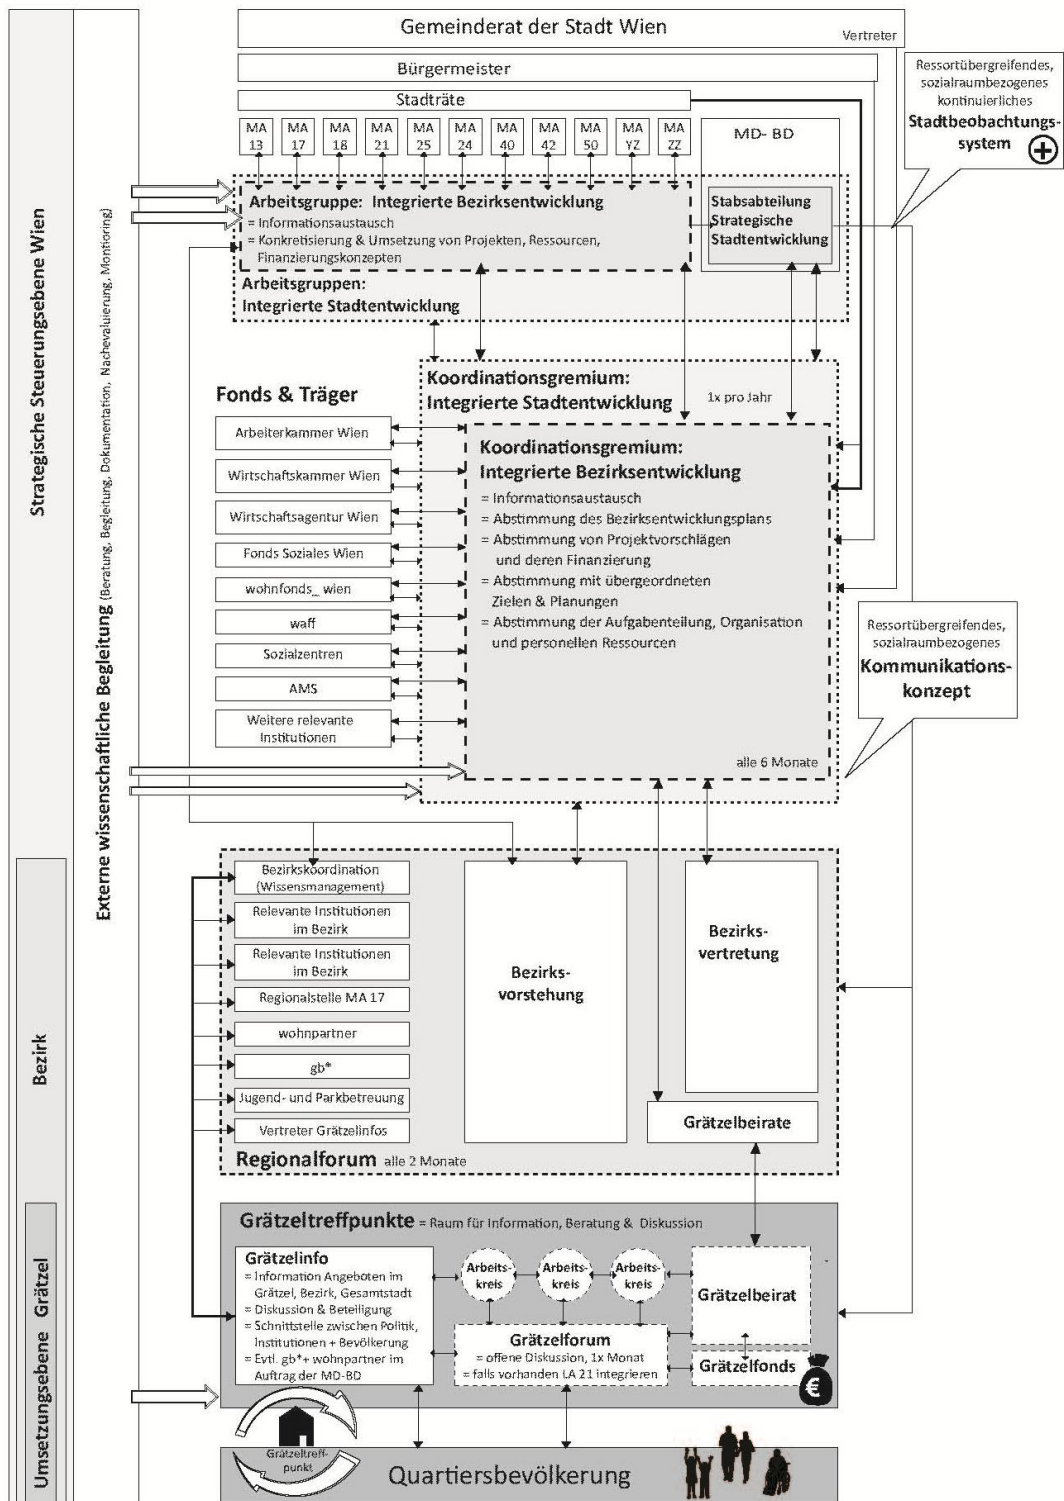 Gemeinderat der Stadt Wien
Vertreter
Bürgermeister
Stadträte
MA
13
MA
17
MA
18
MA
21
MA
25
MA
24
MA
40
MA
42
MA
50
MA
YZ
MA
ZZ
MD- BD
Ressortübergreifendes,
sozialraumbezogenes
kontinuierliches
Stadtbeobachtungs-
system
Arbeitsgruppe: Integrierte Bezirksentwicklung
= Informationsaustausch
= Konkretisierung & Umsetzung von Projekten, Ressourcen,
Finanzierungskonzepten
Stabsabteilung
Strategische
Stadtentwicklung
Arbeitsgruppen:
Integrierte Stadtentwicklung
Strategische Steuerungsebene Wien
Externe wissenschaftliche Begleitung (Beratung, Begleitung, Dokumentation, Nachevaluierung, Montioring)
Fonds & Träger
Arbeiterkammer Wien
Wirtschaftskammer Wien
Wirtschaftsagentur Wien
Fonds Soziales Wien
wohnfonds_ wien
waff
Sozialzentren
AMS
Weitere relevante
Institutionen
Koordinationsgremium:
Integrierte Stadtentwicklung
1x pro Jahr
Koordinationsgremium:
Integrierte Bezirksentwicklung
= Informationsaustausch
= Abstimmung des Bezirksentwicklungsplans
= Abstimmung von Projektvorschlägen
und deren Finanzierung
= Abstimmung mit übergeordneten
Zielen & Planungen
= Abstimmung der Aufgabenteilung, Organisation
und personellen Ressourcen
alle 6 Monate
Ressortübergreifendes,
sozialraumbezogenes
Kommunikations-
konzept
Bezirk
Bezirkskoordination
(Wissensmanagement)
Relevante Institutionen
im Bezirk
Relevante Institutionen
im Bezirk
Regionalstelle MA 17
wohnpartner
gb*
Jugend- und Parkbetreuung
Vertreter Grätzelinfos
Bezirks-
vorstehung
Bezirks-
vertretung
Grätzelbeirate
Regionalforum alle 2 Monate
Umsetzungsebene Grätzel
Grätzeltreffpunkte = Raum für Information, Beratung & Diskussion
Grätzelinfo
= Information Angeboten im
Grätzel, Bezirk, Gesamtstadt
= Diskussion & Beteiligung
= Schnittstelle zwischen Politik,
Institutionen + Bevölkerung
= Evtl. gb*+ wohnpartner im
Auftrag der MD-BD
Arbeits-
kreis
Arbeits-
kreis
Arbeits-
kreis
Grätzelforum
= offene Diskussion, 1x Monat
= falls vorhanden LA 21 integrieren
Grätzelbeirat
Grätzelfonds
€
Grätzeltreff-
punkt
Quartiersbevölkerung